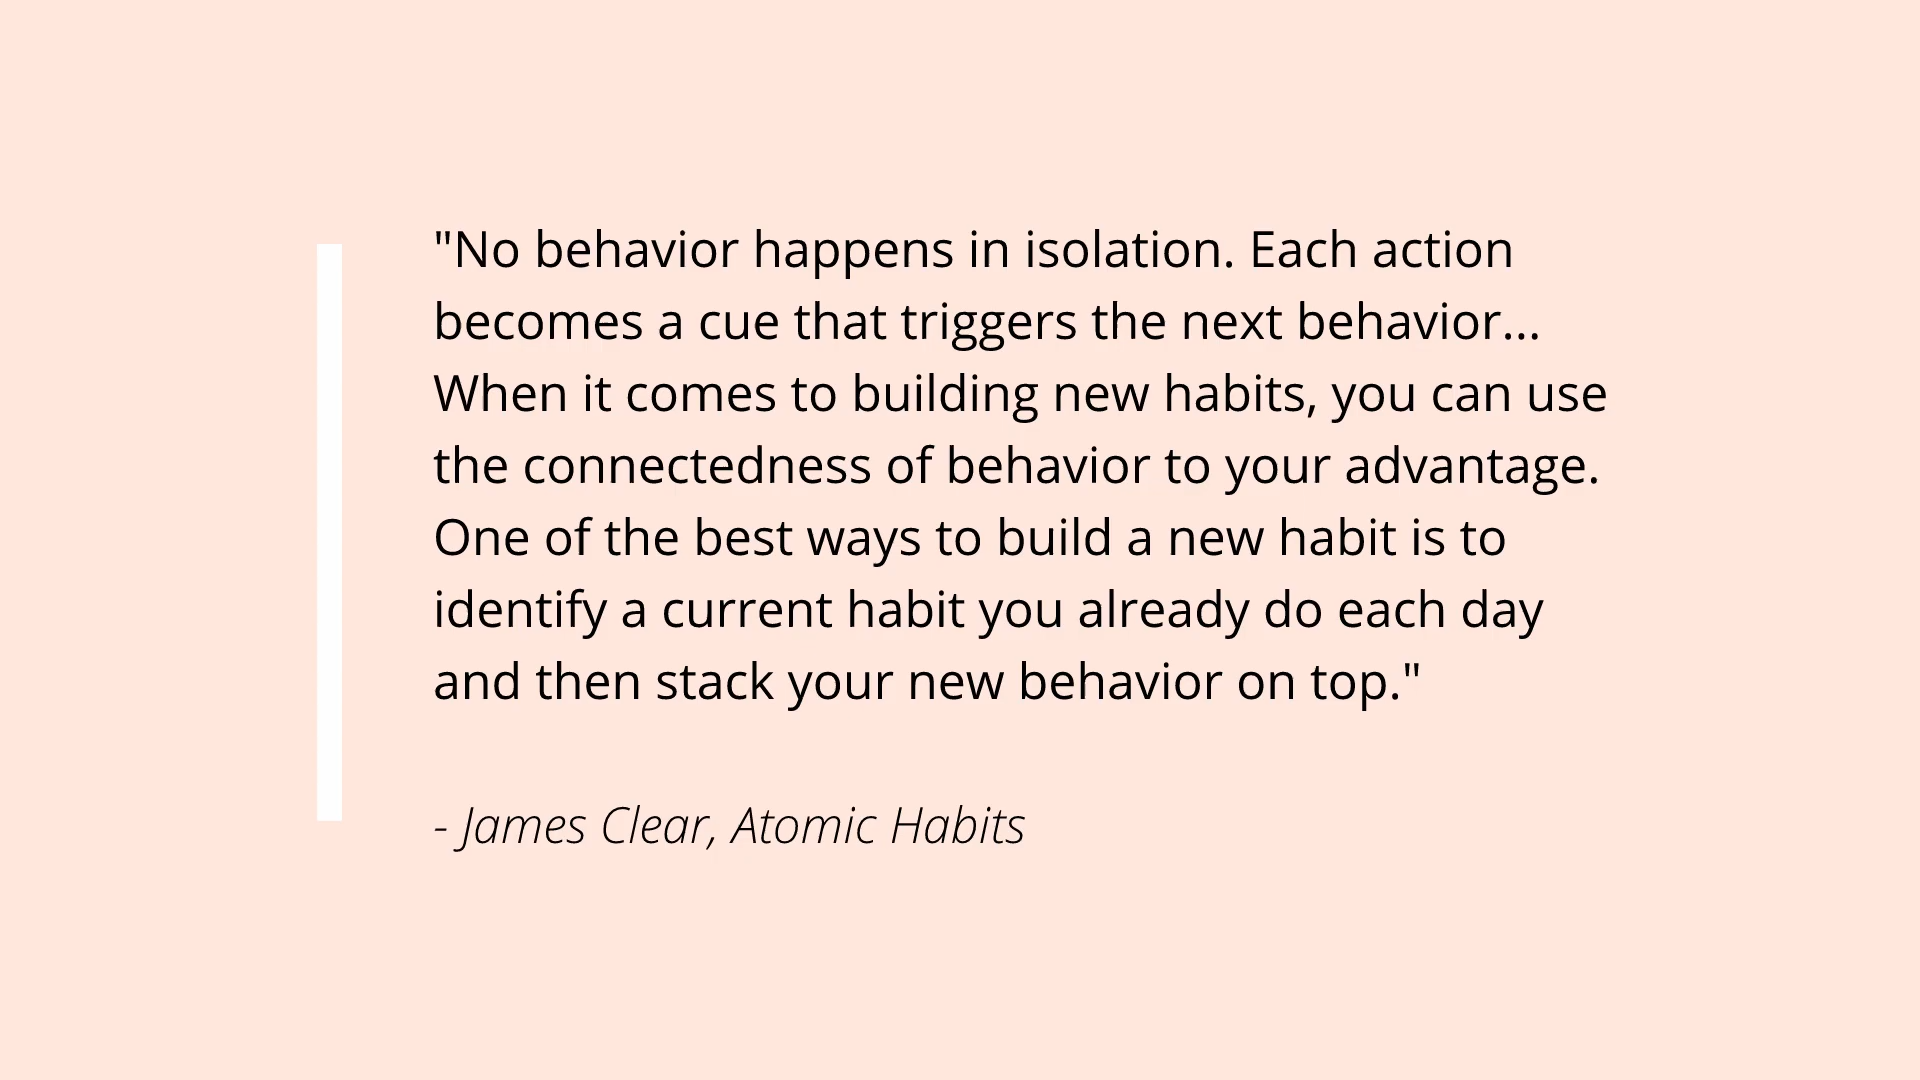 "No behavior happens in isolation. Each action
becomes a cue that triggers the next behavior...
When it comes to building new habits, you can use
the connectedness of behavior to your advantage.
One of the best ways to build a new habit is to
identify a current habit you already do each day
and then stack your new behavior on top."
- James Clear, Atomic Habits